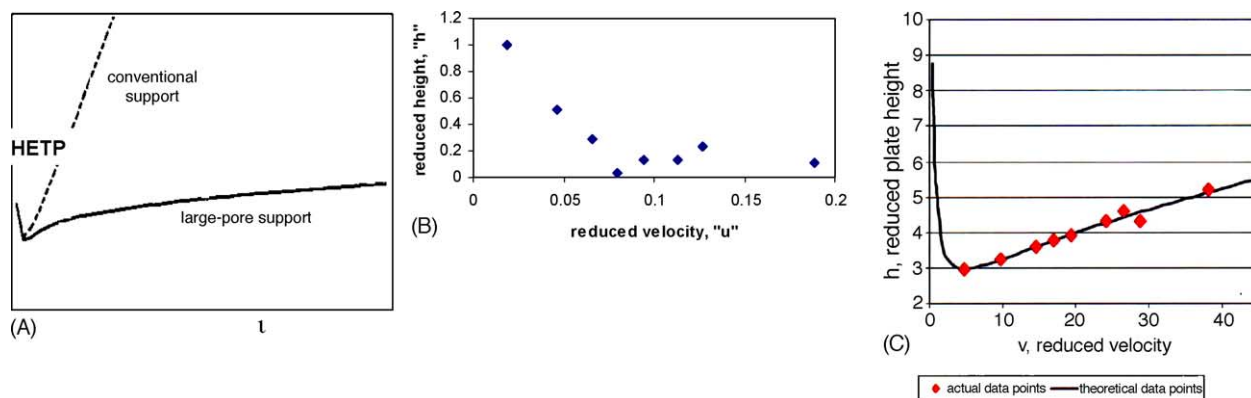 conventional
support
HETP
large-pore support
(A)
ι
1.2
1
0.8
0.6
0.4
0.2
0
0
0.05
0.1
0.15
0.2
reduced height, "h"
reduced velocity, "u"
(B)
10
9
8
7
6
5
4
3
2
0
10
20
30
40
h, reduced plate height
v, reduced velocity
(C)
actual data points
theoretical data points